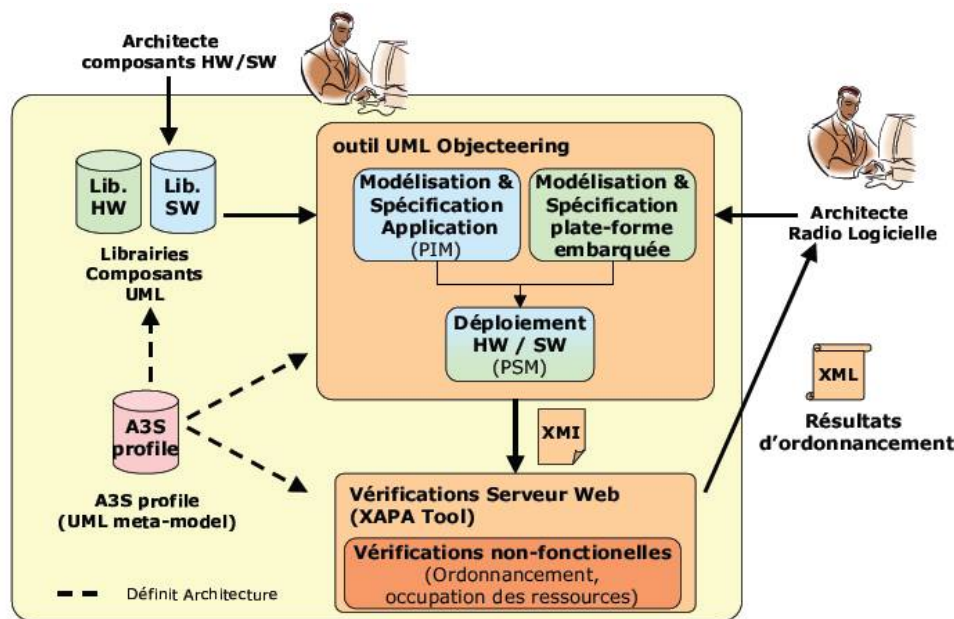 Architecte
composants HW/SW
outil UML Objecteering
Lib.
HW
Lib.
SW
Librairies
Composants
UML
Modélisation &
Spécification
Application
(PIM)
Modélisation &
Spécification
plate-forme
embarquée
Déploiement
HW / SW
(PSM)
Architecte
Radio Logicielle
XMI
XML
Résultats
d'ordonnancement
A3S
profile
A3S profile
(UML meta-model)
Vérifications Serveur Web
(XAPA Tool)
Vérifications non-fonctionelles
(Ordonnancement,
occupation des ressources)
Définit Architecture